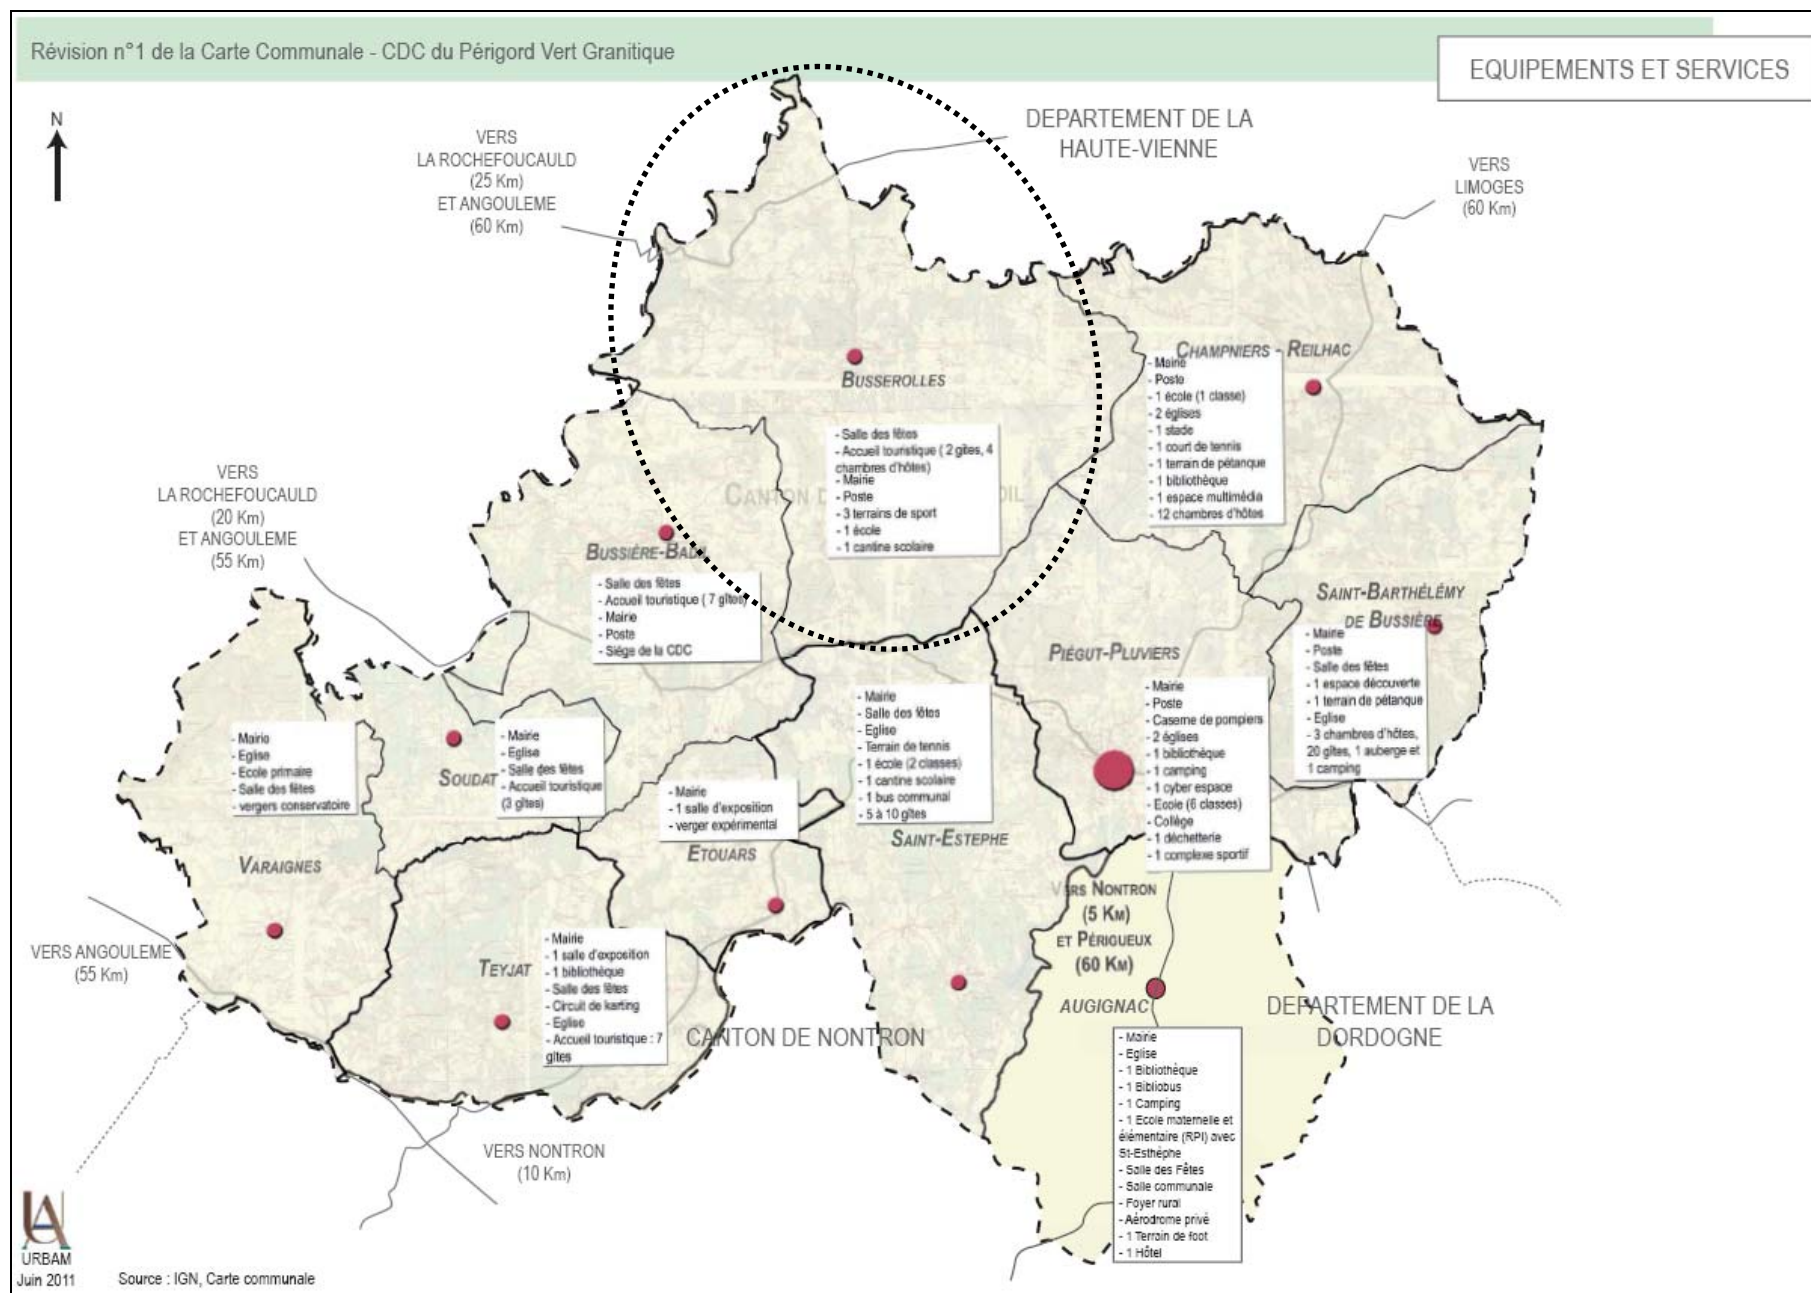 Révision n°1 de la Carte Communale - CDC du Périgord Vert Granitique
EQUIPEMENTS ET SERVICES
N
VERS
LA ROCHEFOUCAULD
(25 Km)
ET ANGOULEME
(60 Km)
DEPARTEMENT DE LA
HAUTE-VIENNE
VERS
LIMOGES
(60 Km)
BUSSEROLLES
- Salle des fêtes
- Accueil touristique ( 2 gîtes, 4
chambres d'hôtes)
- Mairie
- Poste
- 3 terrains de sport
- 1 école
- 1 cantine scolaire
CANTON
CHAMPNIERS - REILHAC
- Mairie
- Poste
- 1 école (1 classe)
- 2 églises
- 1 stade
- 1 court de tennis
- 1 terrain de pétanque
- 1 bibliothèque
- 1 espace multimédia
- 12 chambres d'hôtes
VERS
LA ROCHEFOUCAULD
(20 Km)
ET ANGOULEME
(55 Km)
BUSSIÈRE-BADIL
- Salle des fêtes
- Accueil touristique ( 7 gîtes)
- Mairie
- Poste
- Siège de la CDC
SAINT-BARTHÉLÉMY
DE BUSSIÈRE
- Mairie
- Poste
- Salle des fêtes
- 1 espace découverte
- 1 terrain de pétanque
- Eglise
- 3 chambres d'hôtes,
20 gîtes, 1 auberge et
1 camping
PIÉGUT-PLUVIERS
- Mairie
- Poste
- Caserne de pompiers
- 2 églises
- 1 bibliothèque
- 1 camping
- 1 cyber espace
- Ecole (6 classes)
- Collège
- 1 déchetterie
- 1 complexe sportif
- Mairie
- Salle des fêtes
- Eglise
- Terrain de tennis
- 1 école (2 classes)
- 1 cantine scolaire
- 1 bus communal
- 5 à 10 gîtes
SAINT-ESTEPHE
- Mairie
- Eglise
- Ecole primaire
- Salle des fêtes
- vergers conservatoire
VARAIGNES
SOUDAT
- Mairie
- Eglise
- Salle des fêtes
- Accueil touristique
(3 gîtes)
- Mairie
- 1 salle d'exposition
- verger expérimental
ETOUARS
VERS ANGOULEME
(55 Km)
TEYJAT
- Mairie
- 1 salle d'exposition
- 1 bibliothèque
- Salle des fêtes
- Circuit de karting
- Eglise
- Accueil touristique : 7
gîtes
CANTON DE NONTRON
VERS NONTRON
(5 KM)
ET PÉRIGUEUX
(60 KM)
AUGIGNAC
DEPARTEMENT DE LA
DORDOGNE
- Mairie
- Eglise
- 1 Bibliothèque
- 1 Bibliobus
- 1 Camping
- 1 Ecole maternelle et
élémentaire (RPI) avec
St-Esthèphe
- Salle des Fêtes
- Salle communale
- Foyer rural
- Aérodrome privé
- 1 Terrain de foot
- 1 Hôtel
VERS NONTRON
(10 Km)
URBAM
Juin 2011
Source : IGN, Carte communale